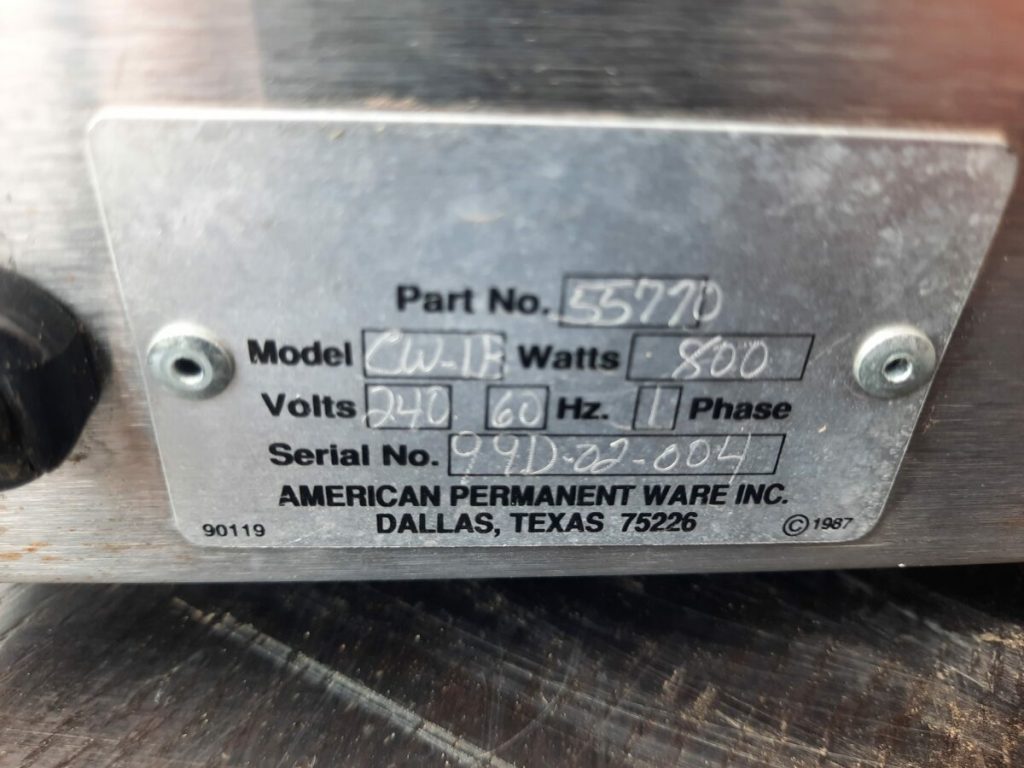 Part No. 55770
Model CW-1B Watts 800
Volts 240 60 Hz. 1 Phase
Serial No. 99D-02-004
AMERICAN PERMANENT WARE INC.
DALLAS, TEXAS 75226
90119 © 1987